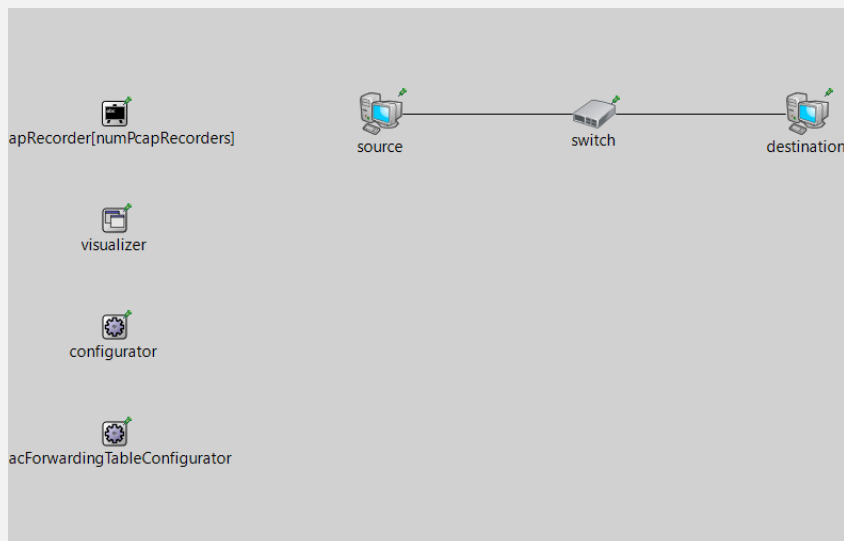 apRecorder[numPcapRecorders]
source
switch
destination
visualizer
configurator
acForwardingTableConfigurator